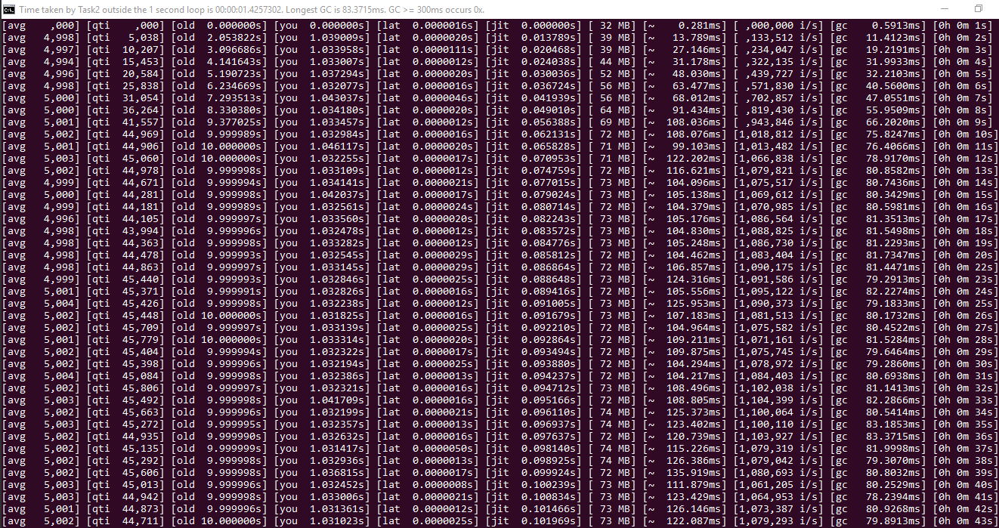 Time taken by Task2 outside the 1 second loop is 00:00:01.4257302. Longest GC is 83.3715ms. GC >= 300ms occurs 0x.
[avg    ,000] [qti    ,000] [old  0.000000s] [you  0.000000s] [lat  0.0000016s] [jit  0.000000s] [ 32 MB] [~    0.281ms] [ ,000,000 i/s] [gc    0.5913ms] [0h 0m 1s]
[avg   4,998] [qti   5,038] [old  2.053822s] [you  1.039009s] [lat  0.0000020s] [jit  0.013789s] [ 39 MB] [~   13.789ms] [ ,133,512 i/s] [gc   11.4123ms] [0h 0m 2s]
[avg   4,997] [qti  10,207] [old  3.096686s] [you  1.033958s] [lat  0.0000111s] [jit  0.020468s] [ 39 MB] [~   27.146ms] [ ,234,047 i/s] [gc   19.2191ms] [0h 0m 3s]
[avg   4,994] [qti  15,453] [old  4.141643s] [you  1.033007s] [lat  0.0000012s] [jit  0.024038s] [ 44 MB] [~   31.178ms] [ ,322,135 i/s] [gc   31.9933ms] [0h 0m 4s]
[avg   4,996] [qti  20,584] [old  5.190723s] [you  1.037294s] [lat  0.0000020s] [jit  0.030036s] [ 52 MB] [~   48.030ms] [ ,439,727 i/s] [gc   32.2103ms] [0h 0m 5s]
[avg   4,998] [qti  25,838] [old  6.234669s] [you  1.032077s] [lat  0.0000016s] [jit  0.036724s] [ 56 MB] [~   63.477ms] [ ,571,830 i/s] [gc   40.5600ms] [0h 0m 6s]
[avg   5,000] [qti  31,054] [old  7.293513s] [you  1.043037s] [lat  0.0000046s] [jit  0.041939s] [ 56 MB] [~   68.012ms] [ ,702,857 i/s] [gc   47.0551ms] [0h 0m 7s]
[avg   5,000] [qti  36,264] [old  8.330380s] [you  1.034180s] [lat  0.0000020s] [jit  0.049010s] [ 64 MB] [~   91.434ms] [ ,819,430 i/s] [gc   55.9509ms] [0h 0m 8s]
[avg   5,001] [qti  41,557] [old  9.377025s] [you  1.033457s] [lat  0.0000012s] [jit  0.056388s] [ 69 MB] [~  108.036ms] [ ,943,846 i/s] [gc   66.2020ms] [0h 0m 9s]
[avg   5,002] [qti  44,969] [old  9.999989s] [you  1.032984s] [lat  0.0000016s] [jit  0.062131s] [ 72 MB] [~  108.076ms] [1,018,812 i/s] [gc   75.8247ms] [0h 0m 10s]
[avg   5,001] [qti  44,906] [old 10.000000s] [you  1.046117s] [lat  0.0000020s] [jit  0.065828s] [ 71 MB] [~   99.103ms] [1,013,482 i/s] [gc   76.4066ms] [0h 0m 11s]
[avg   5,003] [qti  45,060] [old 10.000000s] [you  1.032255s] [lat  0.0000017s] [jit  0.070953s] [ 71 MB] [~  122.202ms] [1,066,838 i/s] [gc   78.9170ms] [0h 0m 12s]
[avg   5,002] [qti  44,978] [old  9.999998s] [you  1.033109s] [lat  0.0000012s] [jit  0.074759s] [ 72 MB] [~  116.621ms] [1,079,821 i/s] [gc   80.8582ms] [0h 0m 13s]
[avg   4,999] [qti  44,671] [old  9.999994s] [you  1.034141s] [lat  0.0000021s] [jit  0.077015s] [ 73 MB] [~  104.096ms] [1,075,517 i/s] [gc   80.7436ms] [0h 0m 14s]
[avg   5,000] [qti  44,281] [old  9.999998s] [you  1.042037s] [lat  0.0000017s] [jit  0.079024s] [ 73 MB] [~  105.138ms] [1,069,612 i/s] [gc   80.3429ms] [0h 0m 15s]
[avg   4,999] [qti  44,181] [old  9.999989s] [you  1.032561s] [lat  0.0000024s] [jit  0.080714s] [ 72 MB] [~  104.379ms] [1,070,985 i/s] [gc   80.5981ms] [0h 0m 16s]
[avg   4,996] [qti  44,105] [old  9.999997s] [you  1.033560s] [lat  0.0000020s] [jit  0.082243s] [ 73 MB] [~  105.176ms] [1,086,564 i/s] [gc   81.3513ms] [0h 0m 17s]
[avg   4,998] [qti  43,994] [old  9.999996s] [you  1.032478s] [lat  0.0000012s] [jit  0.083572s] [ 73 MB] [~  104.830ms] [1,088,825 i/s] [gc   81.5498ms] [0h 0m 18s]
[avg   4,998] [qti  44,363] [old  9.999998s] [you  1.033282s] [lat  0.0000012s] [jit  0.084776s] [ 73 MB] [~  105.248ms] [1,086,730 i/s] [gc   81.2293ms] [0h 0m 19s]
[avg   4,998] [qti  44,478] [old  9.999993s] [you  1.032545s] [lat  0.0000029s] [jit  0.085812s] [ 72 MB] [~  104.462ms] [1,083,404 i/s] [gc   81.7347ms] [0h 0m 20s]
[avg   4,998] [qti  44,863] [old  9.999997s] [you  1.033145s] [lat  0.0000029s] [jit  0.086864s] [ 72 MB] [~  106.857ms] [1,090,175 i/s] [gc   81.4471ms] [0h 0m 22s]
[avg   4,999] [qti  45,440] [old  9.999993s] [you  1.032846s] [lat  0.0000025s] [jit  0.088648s] [ 73 MB] [~  124.316ms] [1,091,586 i/s] [gc   79.2913ms] [0h 0m 23s]
[avg   5,001] [qti  45,371] [old  9.999992s] [you  1.032826s] [lat  0.0000016s] [jit  0.089416s] [ 72 MB] [~  105.556ms] [1,095,122 i/s] [gc   82.2274ms] [0h 0m 24s]
[avg   5,004] [qti  45,426] [old  9.999998s] [you  1.032238s] [lat  0.0000012s] [jit  0.091005s] [ 73 MB] [~  125.953ms] [1,090,373 i/s] [gc   79.1833ms] [0h 0m 25s]
[avg   5,002] [qti  45,448] [old 10.000000s] [you  1.031825s] [lat  0.0000016s] [jit  0.091679s] [ 73 MB] [~  107.183ms] [1,081,513 i/s] [gc   80.1732ms] [0h 0m 26s]
[avg   5,002] [qti  45,709] [old  9.999997s] [you  1.033139s] [lat  0.0000025s] [jit  0.092210s] [ 72 MB] [~  104.964ms] [1,075,582 i/s] [gc   80.4522ms] [0h 0m 27s]
[avg   5,001] [qti  45,779] [old 10.000000s] [you  1.033314s] [lat  0.0000020s] [jit  0.092864s] [ 72 MB] [~  109.211ms] [1,071,161 i/s] [gc   81.5284ms] [0h 0m 28s]
[avg   5,002] [qti  45,404] [old  9.999994s] [you  1.032322s] [lat  0.0000017s] [jit  0.093494s] [ 72 MB] [~  109.875ms] [1,075,745 i/s] [gc   79.6464ms] [0h 0m 29s]
[avg   5,002] [qti  45,398] [old  9.999996s] [you  1.032194s] [lat  0.0000025s] [jit  0.093880s] [ 72 MB] [~  104.294ms] [1,078,972 i/s] [gc   79.2860ms] [0h 0m 30s]
[avg   5,004] [qti  45,084] [old  9.999998s] [you  1.032386s] [lat  0.0000013s] [jit  0.094237s] [ 72 MB] [~  104.217ms] [1,084,403 i/s] [gc   80.6938ms] [0h 0m 31s]
[avg   5,002] [qti  45,806] [old  9.999997s] [you  1.032321s] [lat  0.0000016s] [jit  0.094712s] [ 73 MB] [~  108.496ms] [1,102,038 i/s] [gc   81.1413ms] [0h 0m 32s]
[avg   5,003] [qti  45,492] [old  9.999998s] [you  1.041709s] [lat  0.0000016s] [jit  0.095166s] [ 72 MB] [~  108.805ms] [1,104,399 i/s] [gc   82.2866ms] [0h 0m 33s]
[avg   5,002] [qti  45,663] [old  9.999996s] [you  1.032199s] [lat  0.0000021s] [jit  0.096110s] [ 74 MB] [~  125.373ms] [1,100,064 i/s] [gc   80.5414ms] [0h 0m 34s]
[avg   5,003] [qti  45,272] [old  9.999995s] [you  1.032357s] [lat  0.0000013s] [jit  0.096937s] [ 74 MB] [~  123.402ms] [1,100,110 i/s] [gc   83.1853ms] [0h 0m 35s]
[avg   5,002] [qti  44,935] [old  9.999990s] [you  1.032632s] [lat  0.0000016s] [jit  0.097637s] [ 72 MB] [~  120.739ms] [1,103,927 i/s] [gc   83.3715ms] [0h 0m 36s]
[avg   5,002] [qti  45,135] [old  9.999999s] [you  1.031417s] [lat  0.0000050s] [jit  0.098140s] [ 74 MB] [~  115.226ms] [1,079,319 i/s] [gc   81.9998ms] [0h 0m 37s]
[avg   5,002] [qti  45,292] [old  9.999998s] [you  1.032936s] [lat  0.0000013s] [jit  0.098925s] [ 74 MB] [~  126.386ms] [1,079,042 i/s] [gc   79.3070ms] [0h 0m 38s]
[avg   5,002] [qti  45,606] [old  9.999998s] [you  1.036815s] [lat  0.0000017s] [jit  0.099924s] [ 72 MB] [~  135.919ms] [1,080,693 i/s] [gc   80.8032ms] [0h 0m 39s]
[avg   5,003] [qti  45,013] [old  9.999996s] [you  1.032452s] [lat  0.0000008s] [jit  0.100239s] [ 73 MB] [~  111.879ms] [1,061,205 i/s] [gc   80.2529ms] [0h 0m 40s]
[avg   5,003] [qti  44,942] [old  9.999998s] [you  1.033006s] [lat  0.0000021s] [jit  0.100834s] [ 73 MB] [~  123.429ms] [1,064,953 i/s] [gc   78.2394ms] [0h 0m 41s]
[avg   5,001] [qti  44,873] [old  9.999998s] [you  1.031361s] [lat  0.0000012s] [jit  0.101466s] [ 73 MB] [~  126.146ms] [1,073,387 i/s] [gc   80.9268ms] [0h 0m 42s]
[avg   5,002] [qti  44,711] [old 10.000000s] [you  1.031023s] [lat  0.0000012s] [jit  0.101969s] [ 73 MB] [~  122.087ms] [1,079,293 i/s] [gc   79.8913ms] [0h 0m 43s]